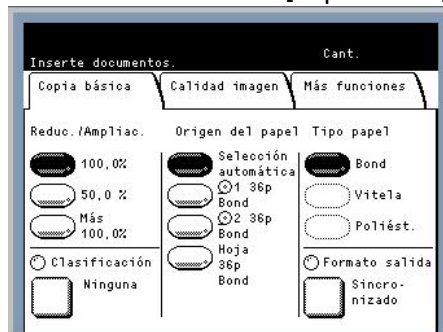 Cant.
Inserte documentos.
Copia básica
Calidad imagen
Más funciones
Reduc./Ampliac.
100,0%
50,0 %
Más
100,0%
Clasificación
Ninguna
Origen del papel
Selección
automática
1 36p
Bond
2 36p
Bond
Hoja
36p
Bond
Tipo papel
Bond
Vitela
Poliést.
Formato salida
Sincro-
nizado